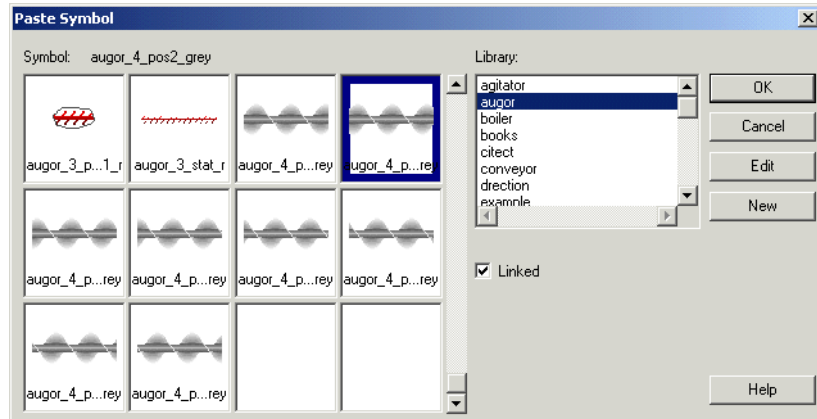 Paste Symbol
Symbol: augor_4_pos2_grey
augor_3_p...1_r
augor_3_stat_r
augor_4_p...rey
augor_4_p...rey
augor_4_p...rey
augor_4_p...rey
augor_4_p...rey
augor_4_p...rey
augor_4_p...rey
augor_4_p...rey
Library:
agitator
augor
boiler
books
citect
conveyor
drection
example
Linked
OK
Cancel
Edit
New
Help